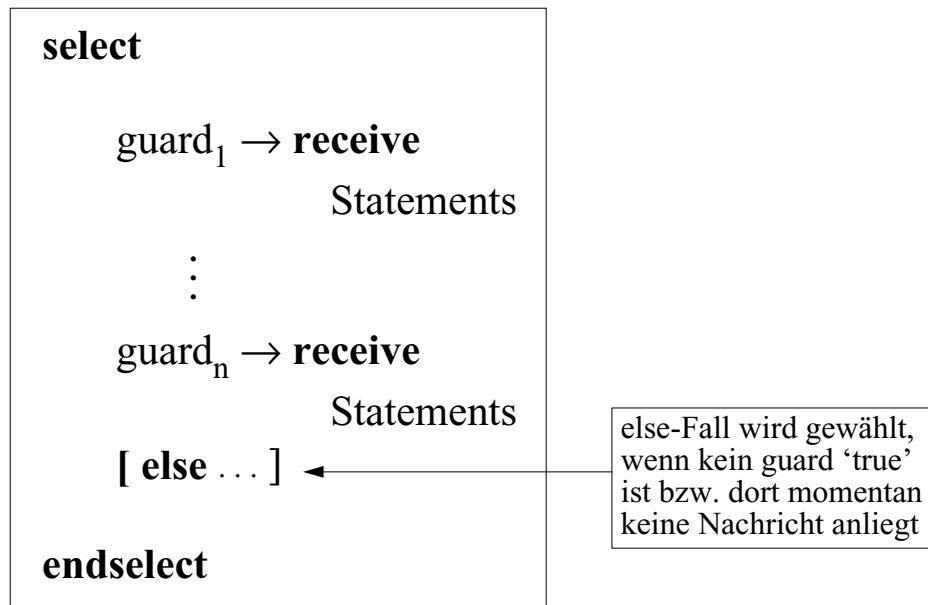 select
guard1 → receive
Statements
⋮
guardn → receive
Statements
[ else ... ]
else-Fall wird gewählt,
wenn kein guard ‘true’
ist bzw. dort momentan
keine Nachricht anliegt
endselect